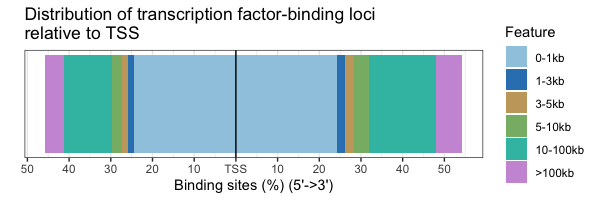 Distribution of transcription factor-binding loci
relative to TSS
Feature
0-1kb
1-3kb
3-5kb
5-10kb
10-100kb
>100kb
50 40 30 20 10 TSS 10 20 30 40 50
Binding sites (%) (5'->3')